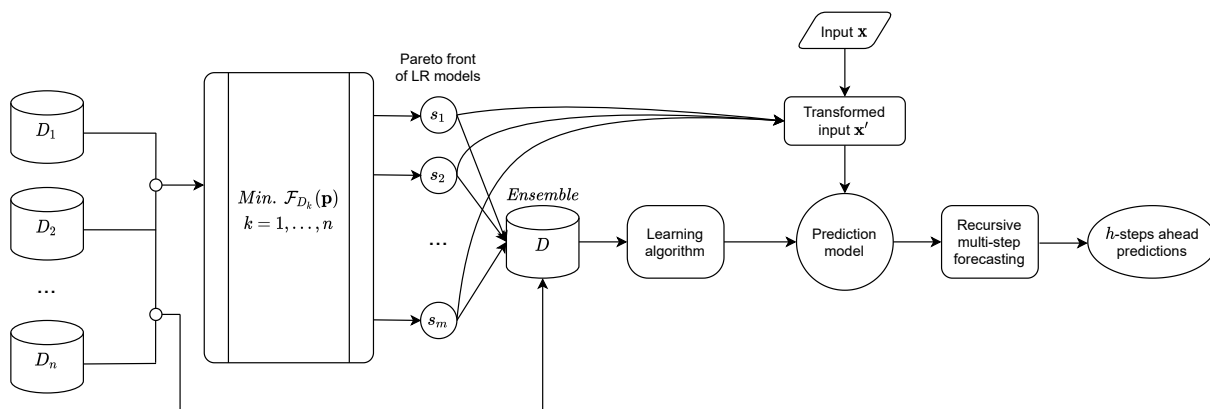 Input x
Pareto front
of LR models
D₁
s₁
Transformed
input x′
s₂
Min. 𝓕_{D_k}(p)
k = 1, . . . , n
Ensemble
D₂
D
Learning
algorithm
Prediction
model
Recursive
multi-step
forecasting
h-steps ahead
predictions
...
...
sₘ
Dₙ